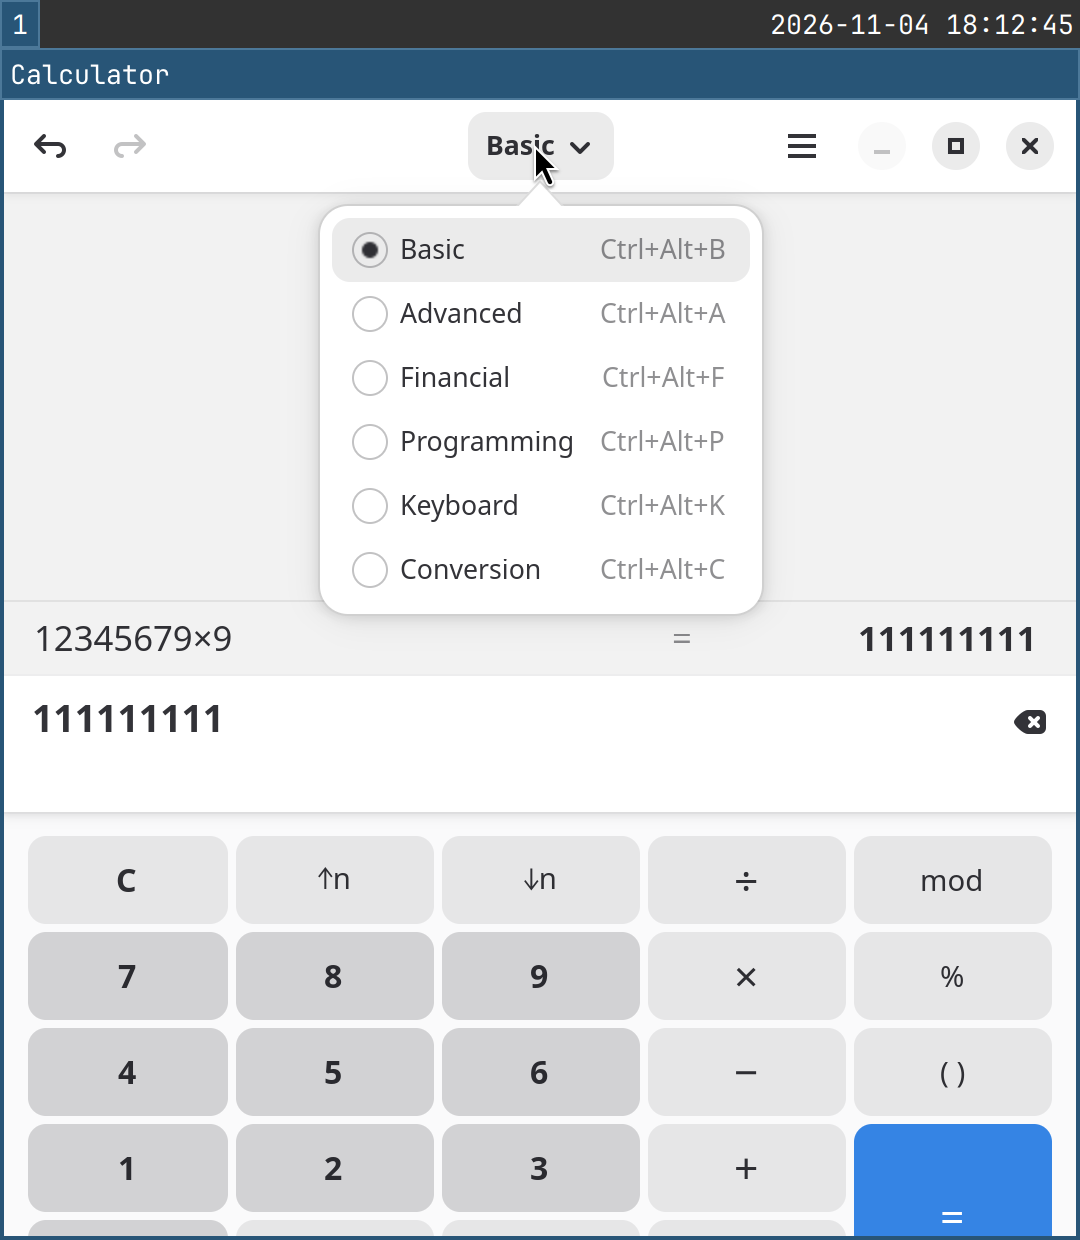 1 2026-11-04 18:12:45
Calculator
Basic
Basic Ctrl+Alt+B
Advanced Ctrl+Alt+A
Financial Ctrl+Alt+F
Programming Ctrl+Alt+P
Keyboard Ctrl+Alt+K
Conversion Ctrl+Alt+C
12345679×9 = 111111111
111111111
C ↑n ↓n ÷ mod
7 8 9 × %
4 5 6 − ( )
1 2 3 +
=